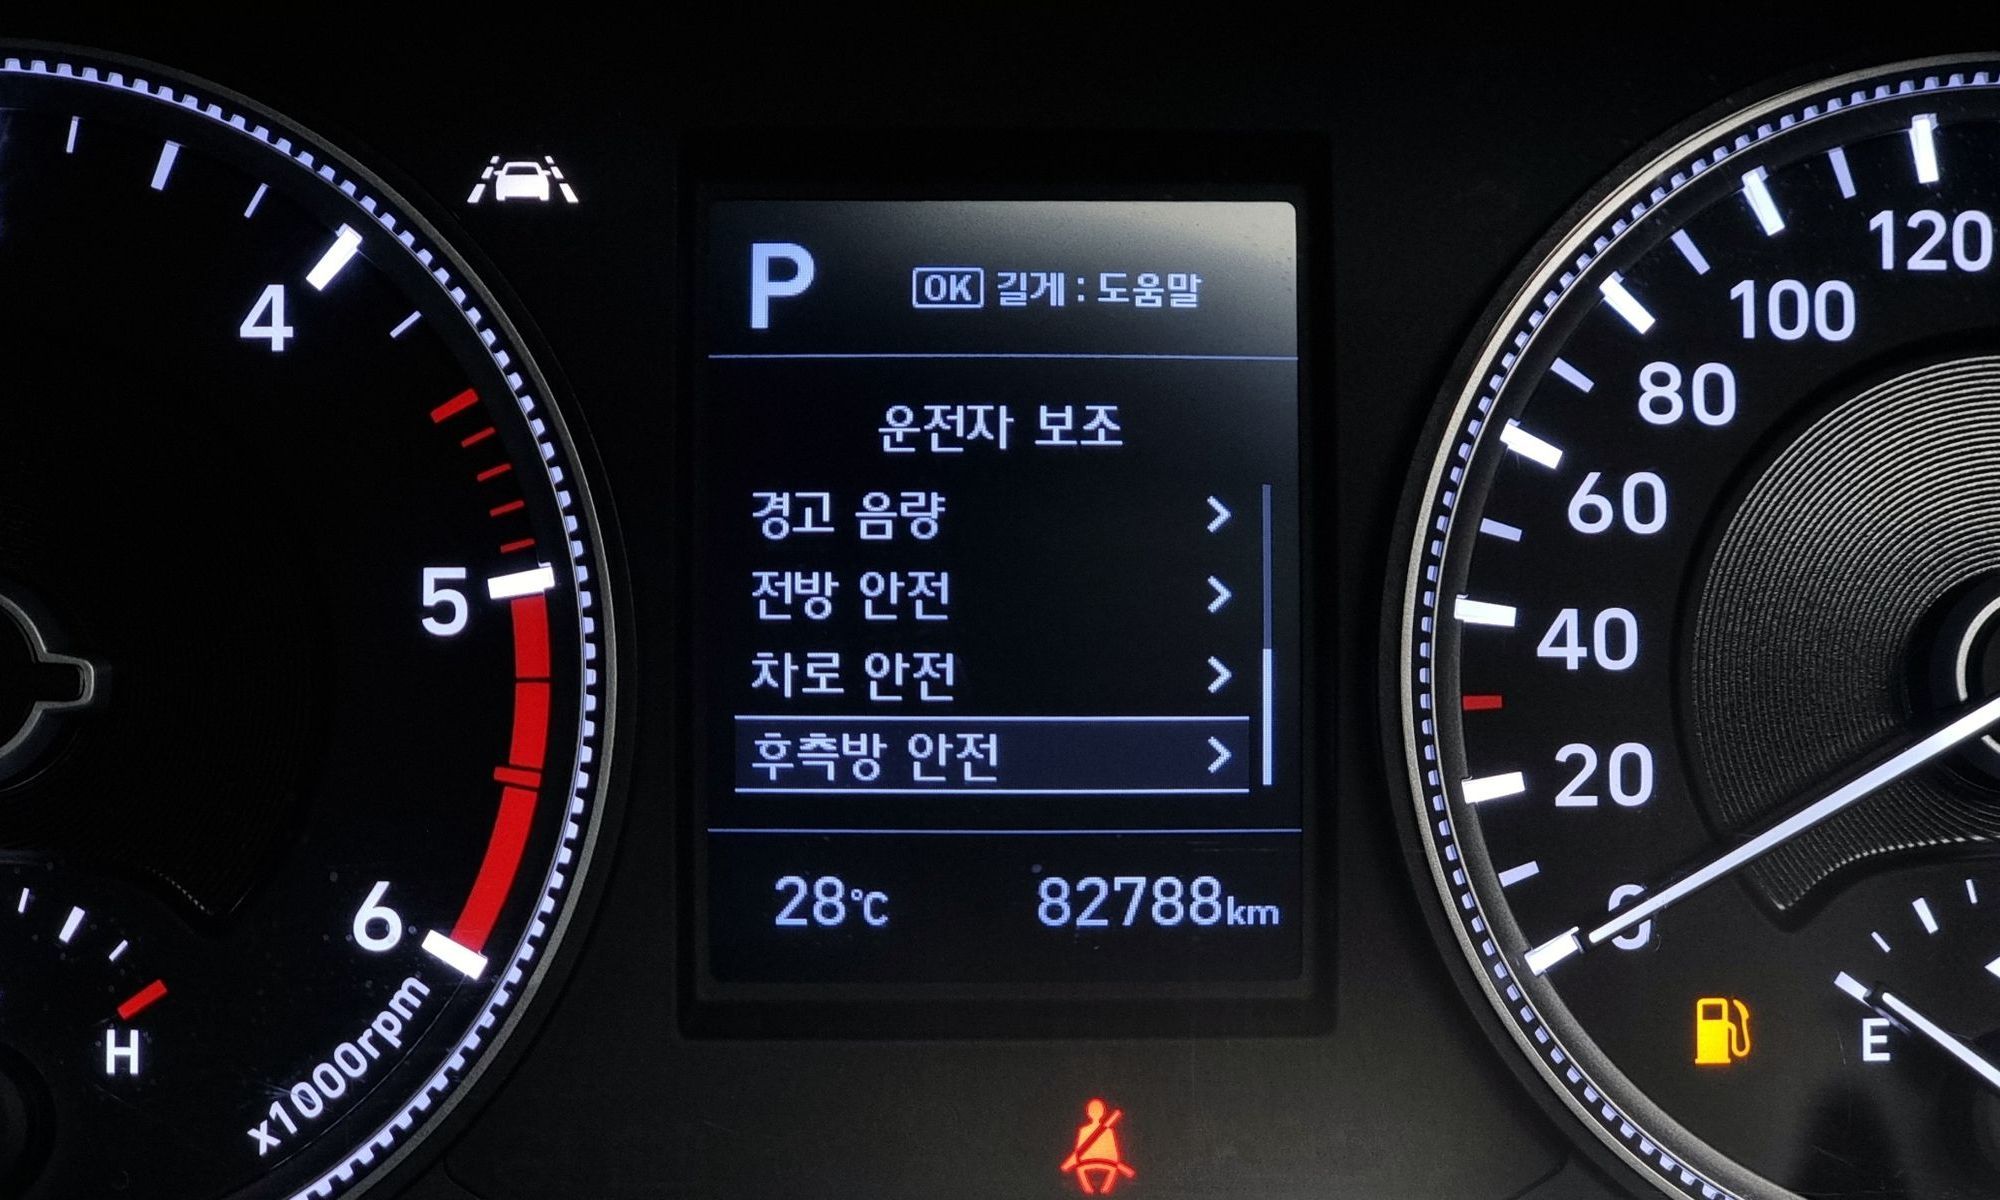 P
OK 길게 : 도움말
운전자 보조
경고 음량
전방 안전
차로 안전
후측방 안전
28℃ 82788km
4
5
6
x1000rpm
H
120
100
80
60
40
20
0
E